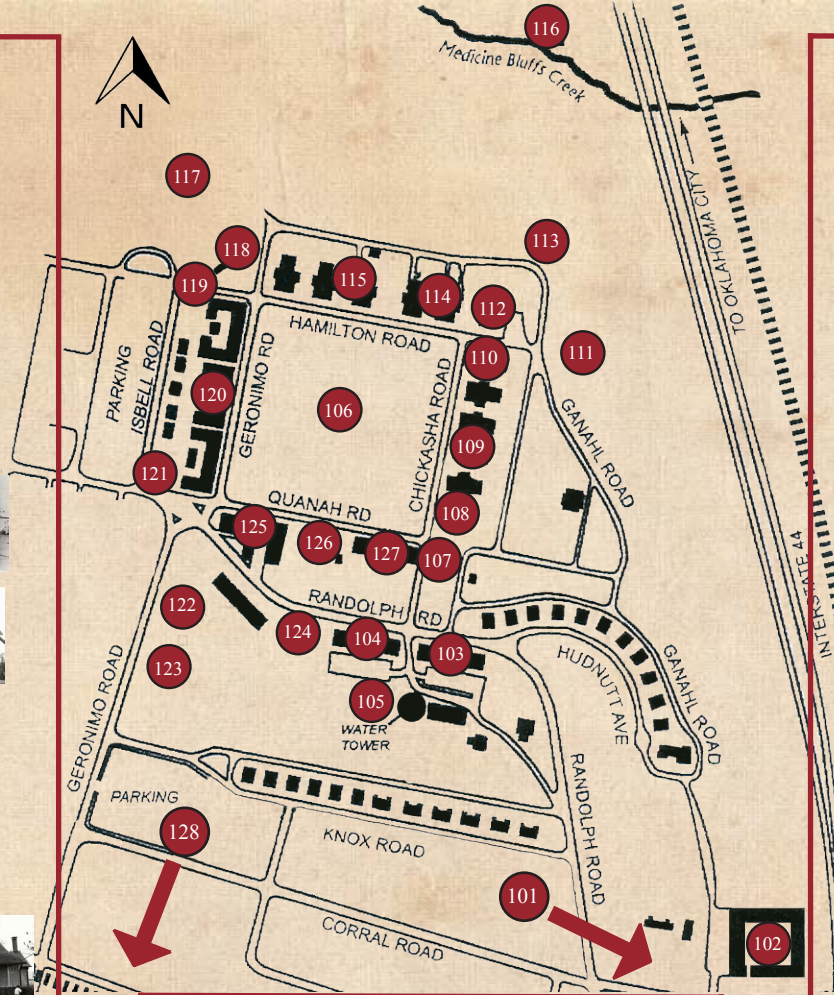 116
Medicine Bluffs Creek
N
TO OKLAHOMA CITY
117
118
113
119
115
114
112
HAMILTON ROAD
110
111
PARKING
ISBELL ROAD
120
GERONIMO RD
106
CHICKASHA ROAD
109
GANAHL ROAD
121
QUANAH RD
108
125
126
127
107
INTERSTATE 44
122
RANDOLPH RD
124
104
103
123
HUDNUTT AVE
GANAHL ROAD
GERONIMO ROAD
105
WATER
TOWER
PARKING
RANDOLPH ROAD
128
KNOX ROAD
101
CORRAL ROAD
102